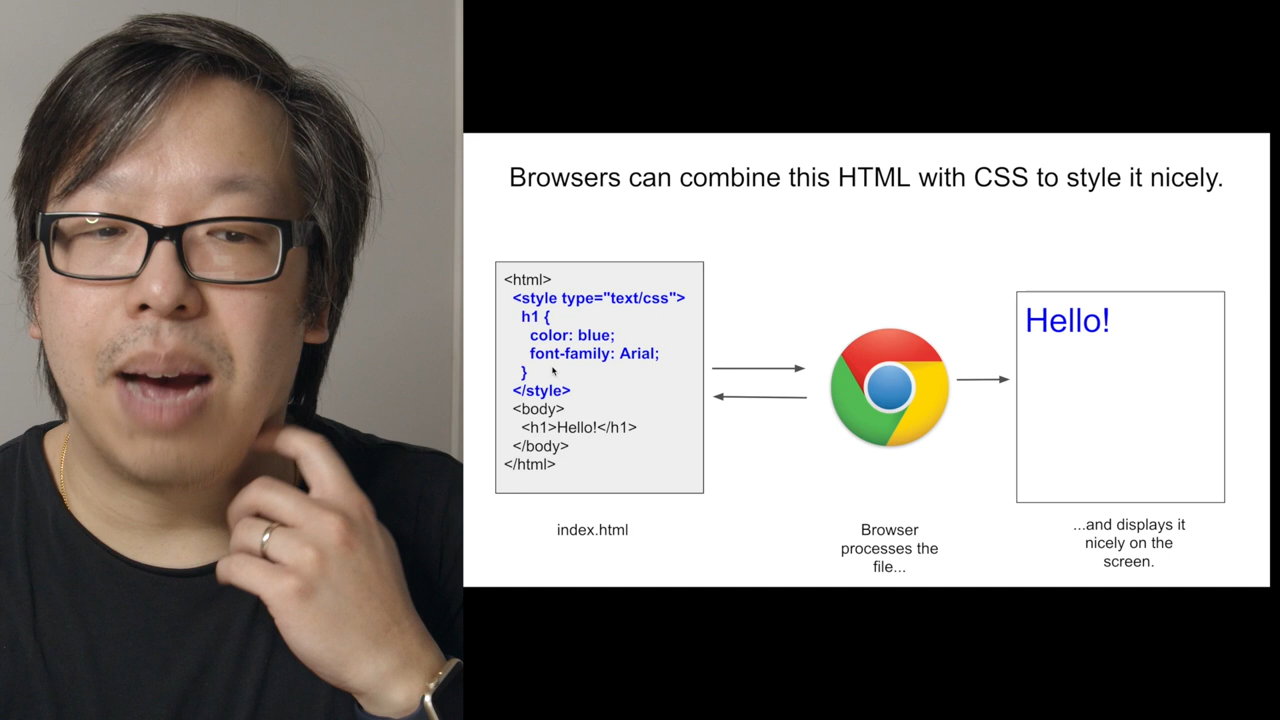 Browsers can combine this HTML with CSS to style it nicely.
<html>
<style type="text/css">
h1 {
color: blue;
font-family: Arial;
}
</style>
<body>
<h1>Hello!</h1>
</body>
</html>
index.html
Browser
processes the
file...
Hello!
...and displays it
nicely on the
screen.